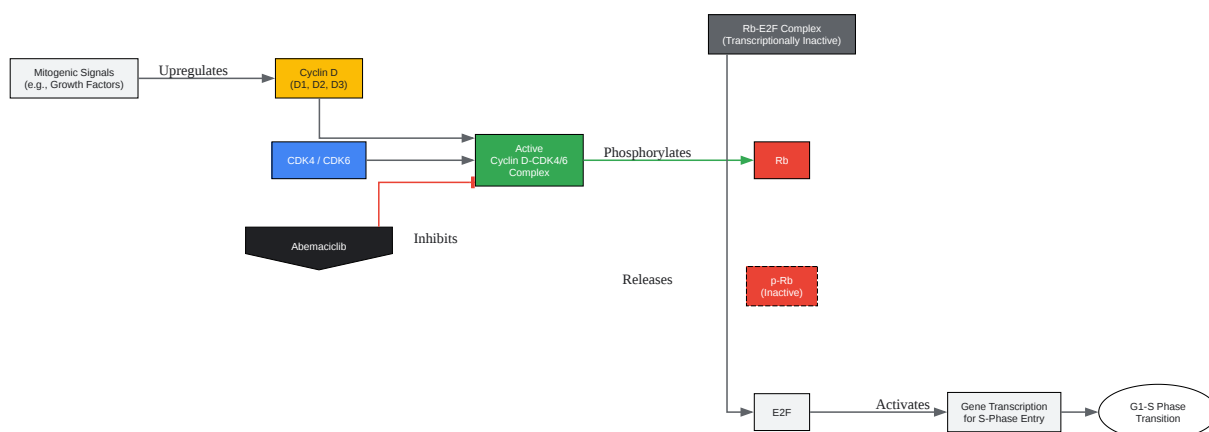 Rb-E2F Complex
(Transcriptionally Inactive)
Mitogenic Signals
(e.g., Growth Factors)
Upregulates
Cyclin D
(D1, D2, D3)
CDK4 / CDK6
Active
Cyclin D-CDK4/6
Complex
Phosphorylates
Rb
Abemaciclib
Inhibits
Releases
p-Rb
(Inactive)
E2F
Activates
Gene Transcription
for S-Phase Entry
G1-S Phase
Transition